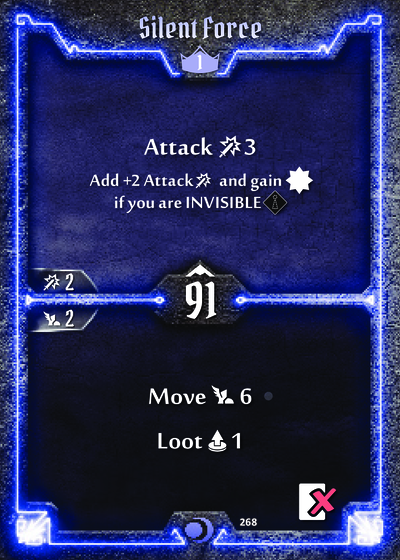 Silent Force
1
Attack 3
Add +2 Attack and gain
if you are INVISIBLE
2
91
2
Move 6
Loot 1
268